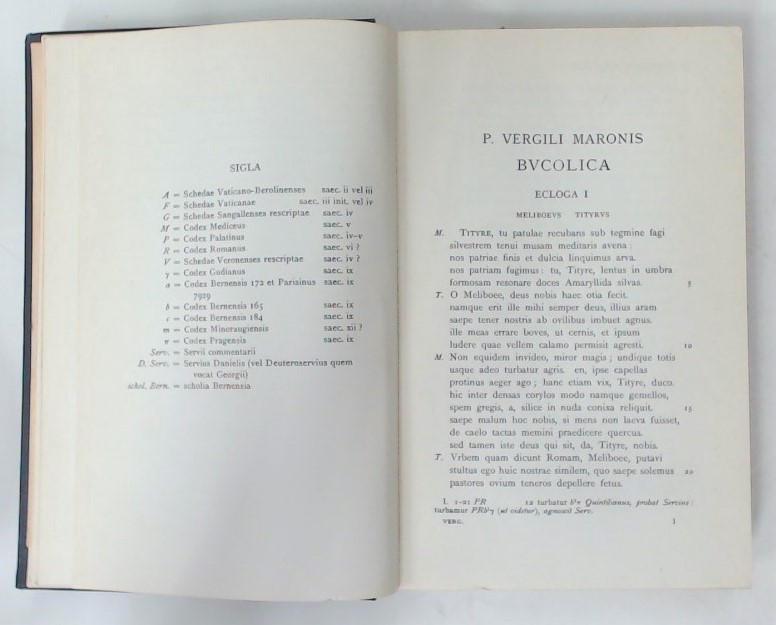 SIGLA
A = Schedae Vaticano-Berolinenses saec. ii vel iii
F = Schedae Vaticanae saec. iii init. vel iv
G = Schedae Sangallenses rescriptae saec. iv
M = Codex Mediceus saec. v
P = Codex Palatinus saec. iv–v
R = Codex Romanus saec. vi ?
V = Schedae Veronenses rescriptae saec. iv ?
γ = Codex Gudianus saec. ix
a = Codex Bernensis 172 et Parisinus saec. ix
7929
b = Codex Bernensis 165 saec. ix
c = Codex Bernensis 184 saec. ix
m = Codex Minoraugiensis saec. xii ?
π = Codex Pragensis saec. ix
Serv. = Servii commentarii
D. Serv. = Servius Danielis (vel Deuteroservius quem
vocat Georgii)
schol. Bern. = scholia Bernensia
P. VERGILI MARONIS
BVCOLICA
ECLOGA I
MELIBOEVS TITYRVS
M. TITYRE, tu patulae recubans sub tegmine fagi
silvestrem tenui musam meditaris avena :
nos patriae finis et dulcia linquimus arva.
nos patriam fugimus : tu, Tityre, lentus in umbra
formosam resonare doces Amaryllida silvas. 5
T. O Meliboee, deus nobis haec otia fecit.
namque erit ille mihi semper deus, illius aram
saepe tener nostris ab ovilibus imbuet agnus.
ille meas errare boves, ut cernis, et ipsum
ludere quae vellem calamo permisit agresti. 10
M. Non equidem invideo, miror magis ; undique totis
usque adeo turbatur agris. en, ipse capellas
protinus aeger ago ; hanc etiam vix, Tityre, duco.
hic inter densas corylos modo namque gemellos,
spem gregis, a, silice in nuda conixa reliquit. 15
saepe malum hoc nobis, si mens non laeva fuisset,
de caelo tactas memini praedicere quercus.
sed tamen iste deus qui sit, da, Tityre, nobis.
T. Vrbem quam dicunt Romam, Meliboee, putavi
stultus ego huic nostrae similem, quo saepe solemus 20
pastores ovium teneros depellere fetus.
I. 1–21 PR 12 turbatur Quintilianus, probat Servius :
turbamur (ut videtur), agnoscit Serv.
VERG. 1